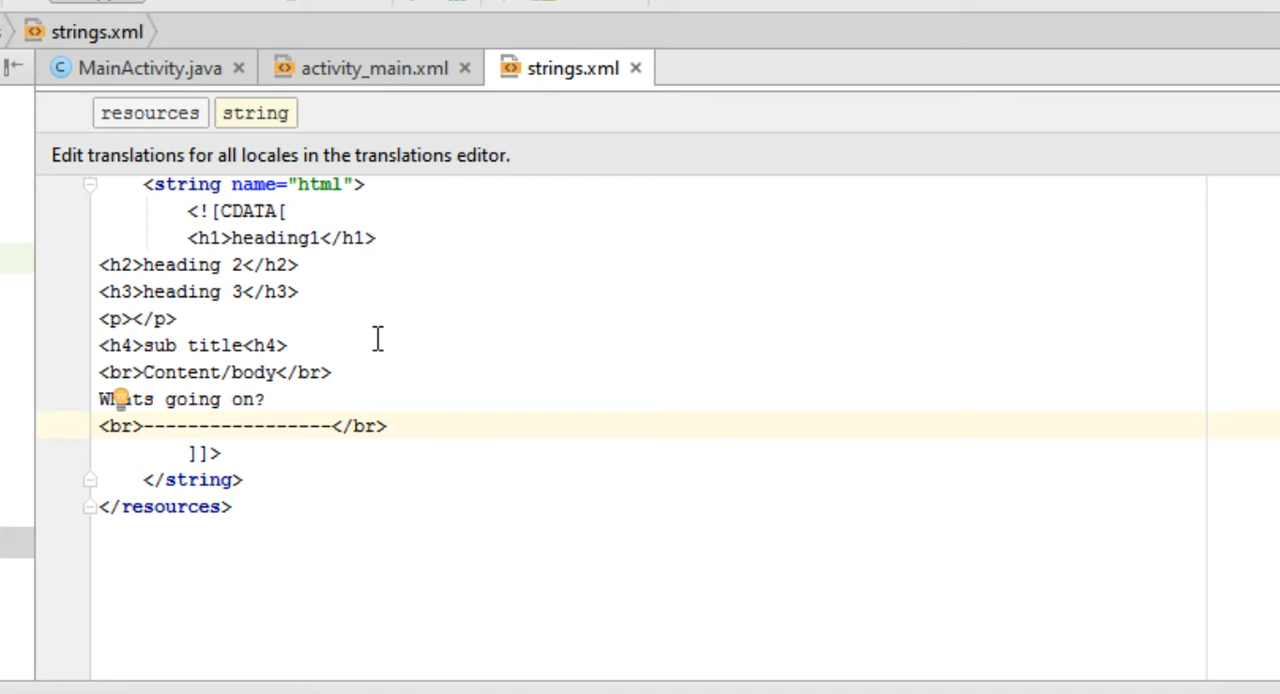 strings.xml
MainActivity.java activity_main.xml strings.xml
resources string
Edit translations for all locales in the translations editor.
<string name="html">
<![CDATA[
<h1>heading1</h1>
<h2>heading 2</h2>
<h3>heading 3</h3>
<p></p>
<h4>sub title<h4>
<br>Content/body</br>
Whats going on?
<br>-----------------</br>
]]>
</string>
</resources>